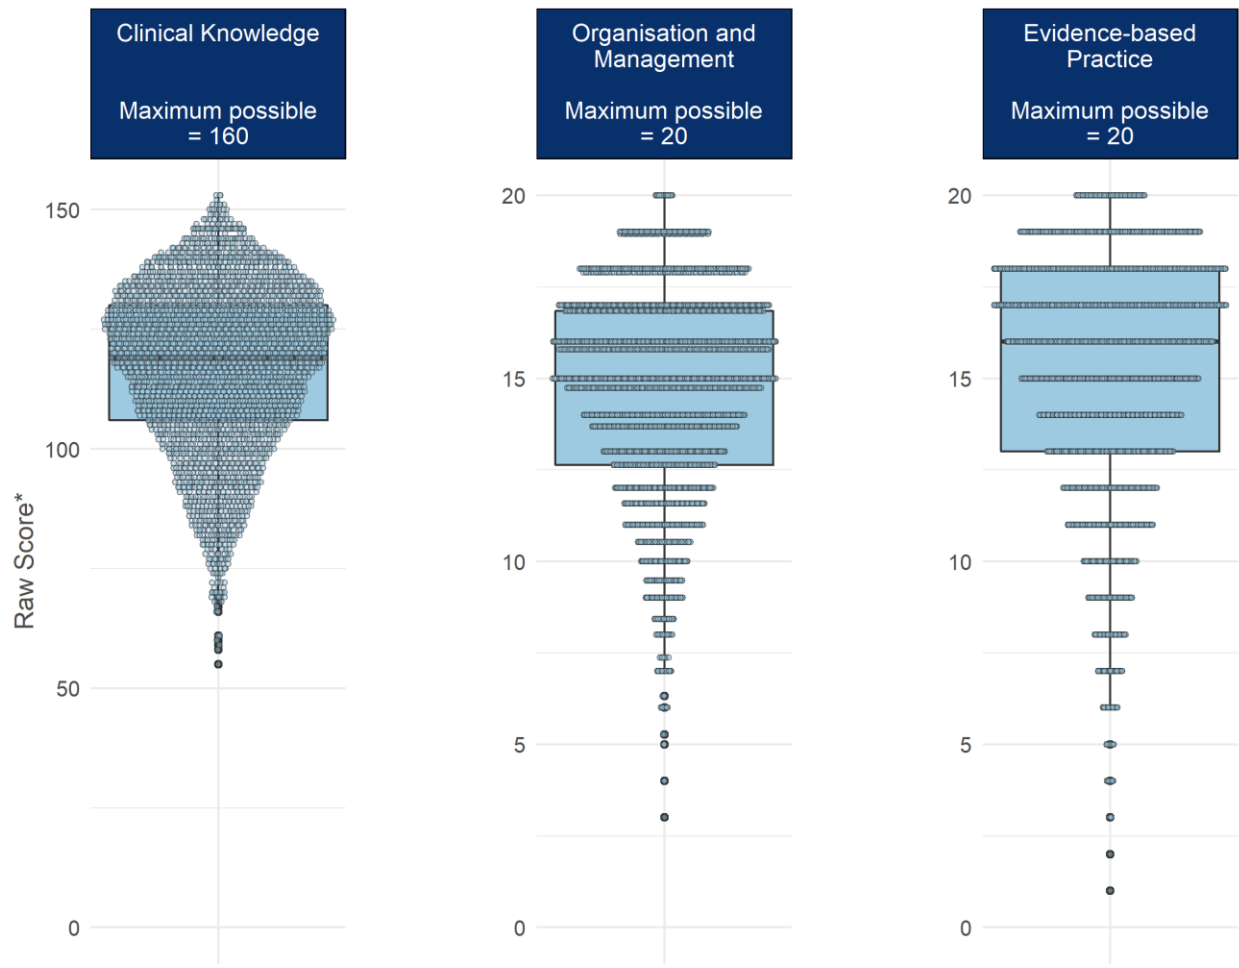 Clinical Knowledge
Maximum possible
= 160
Organisation and
Management
Maximum possible
= 20
Evidence-based
Practice
Maximum possible
= 20
Raw Score*
150
100
50
0
20
15
10
5
0
20
15
10
5
0